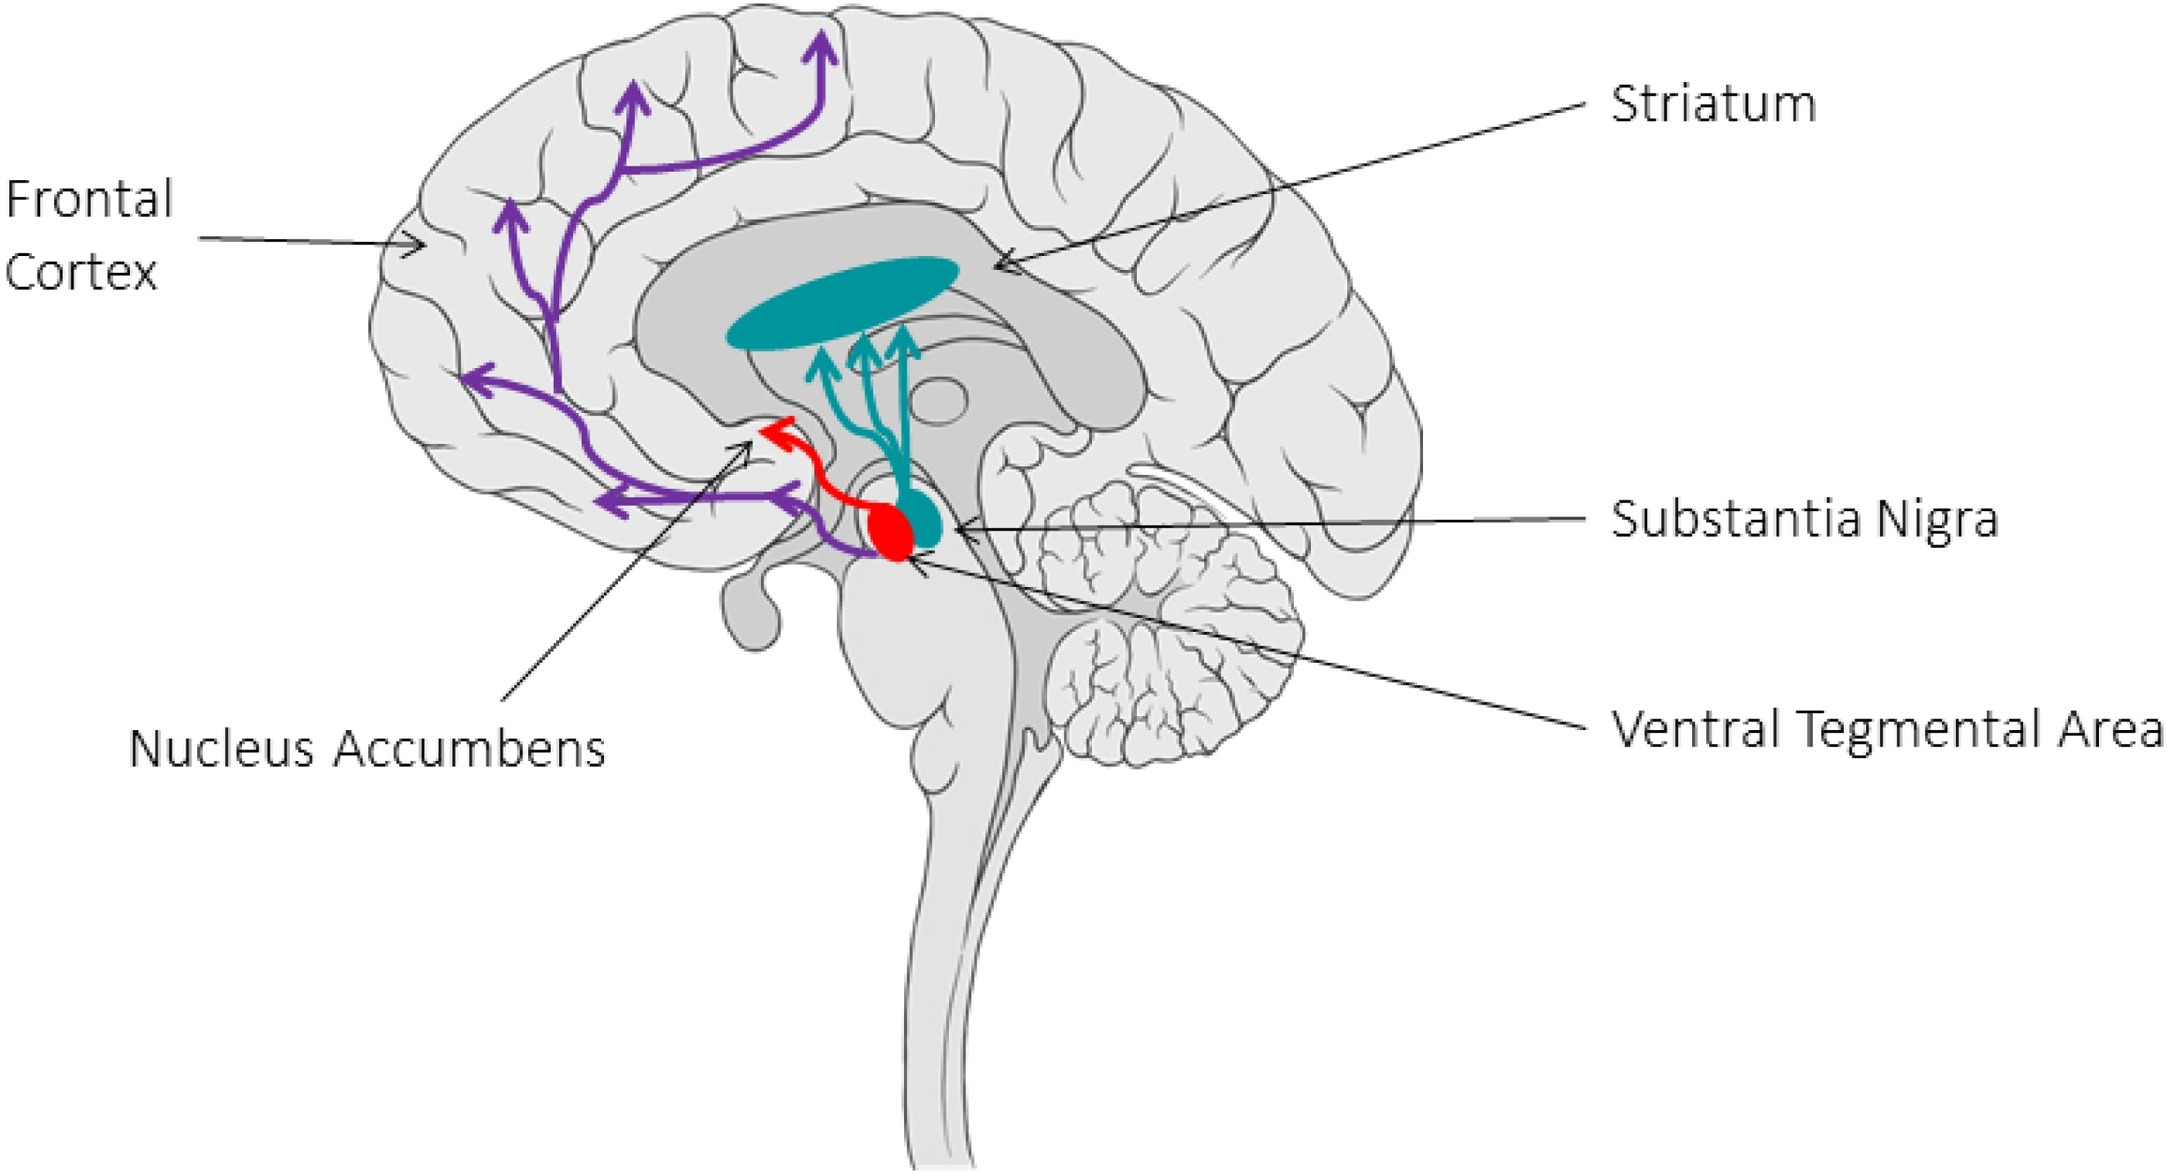 Striatum
Frontal
Cortex
Substantia Nigra
Nucleus Accumbens
Ventral Tegmental Area